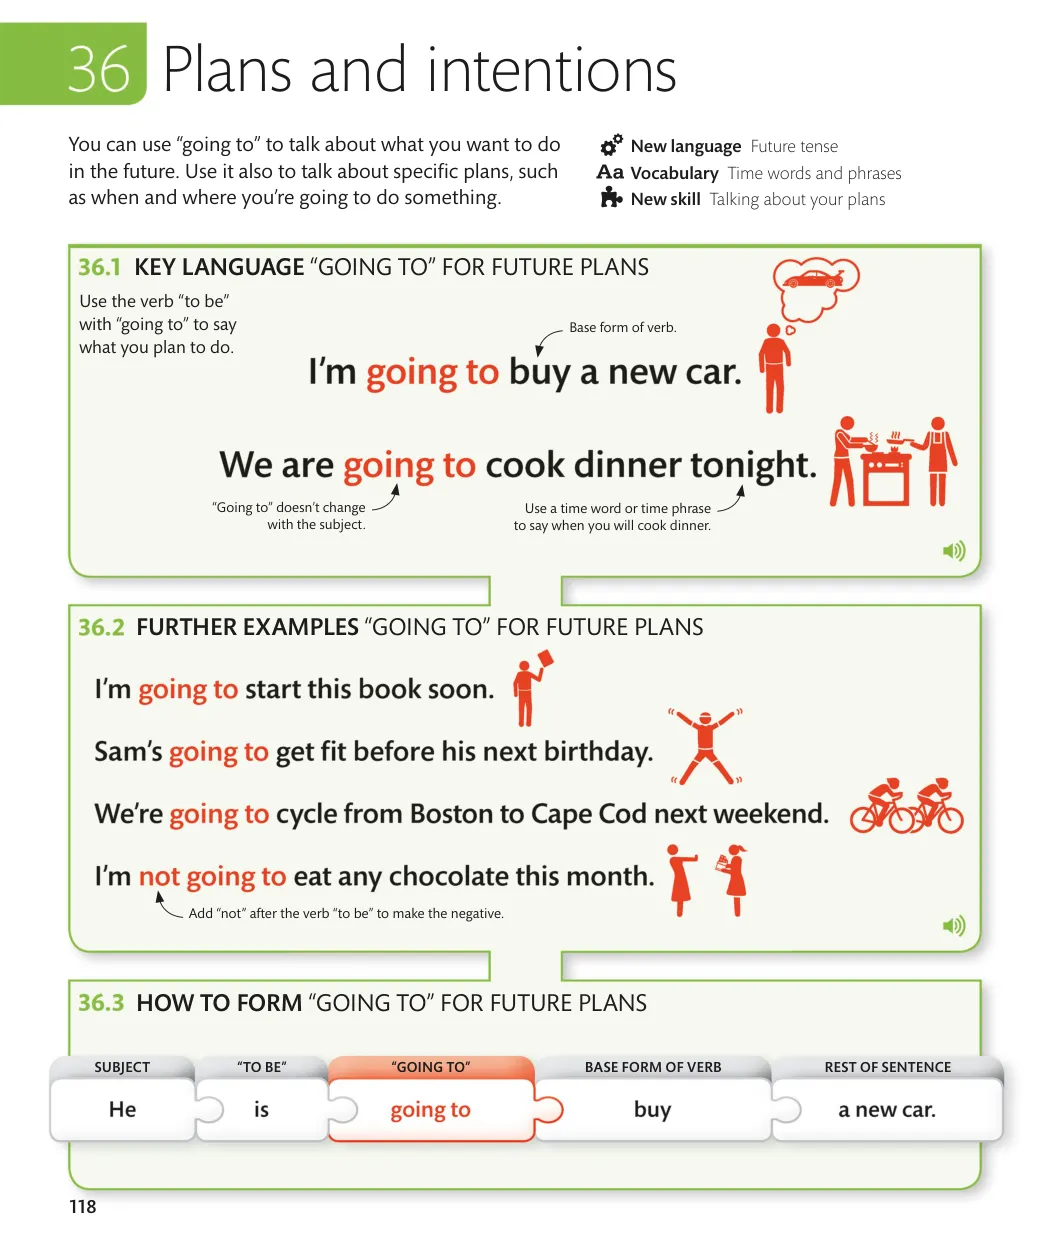 36 Plans and intentions
You can use “going to” to talk about what you want to do
in the future. Use it also to talk about specific plans, such
as when and where you’re going to do something.
New language Future tense
Aa Vocabulary Time words and phrases
New skill Talking about your plans
36.1 KEY LANGUAGE “GOING TO” FOR FUTURE PLANS
Use the verb “to be”
with “going to” to say
what you plan to do.
Base form of verb.
I’m going to buy a new car.
We are going to cook dinner tonight.
“Going to” doesn’t change
with the subject.
Use a time word or time phrase
to say when you will cook dinner.
36.2 FURTHER EXAMPLES “GOING TO” FOR FUTURE PLANS
I’m going to start this book soon.
Sam’s going to get fit before his next birthday.
We’re going to cycle from Boston to Cape Cod next weekend.
I’m not going to eat any chocolate this month.
Add “not” after the verb “to be” to make the negative.
36.3 HOW TO FORM “GOING TO” FOR FUTURE PLANS
SUBJECT “TO BE” “GOING TO” BASE FORM OF VERB REST OF SENTENCE
He is going to buy a new car.
118